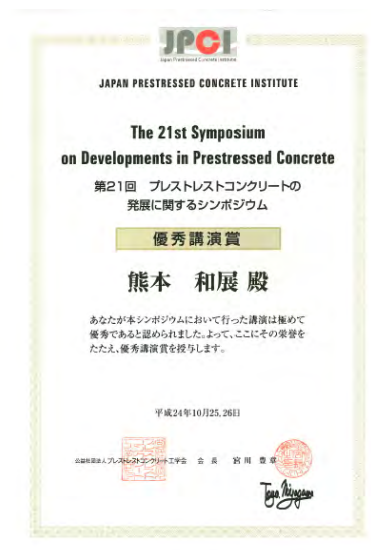 JPCI
Japan Prestressed Concrete Institute
JAPAN PRESTRESSED CONCRETE INSTITUTE
The 21st Symposium
on Developments in Prestressed Concrete
第21回 プレストレストコンクリートの
発展に関するシンポジウム
優秀講演賞
熊本 和展 殿
あなたが本シンポジウムにおいて行った講演は極めて
優秀であると認められました。よって、ここにその栄誉を
たたえ、優秀講演賞を授与します。
平成24年10月25,26日
公益社団法人プレストレストコンクリート工学会 会長 宮川 豊章